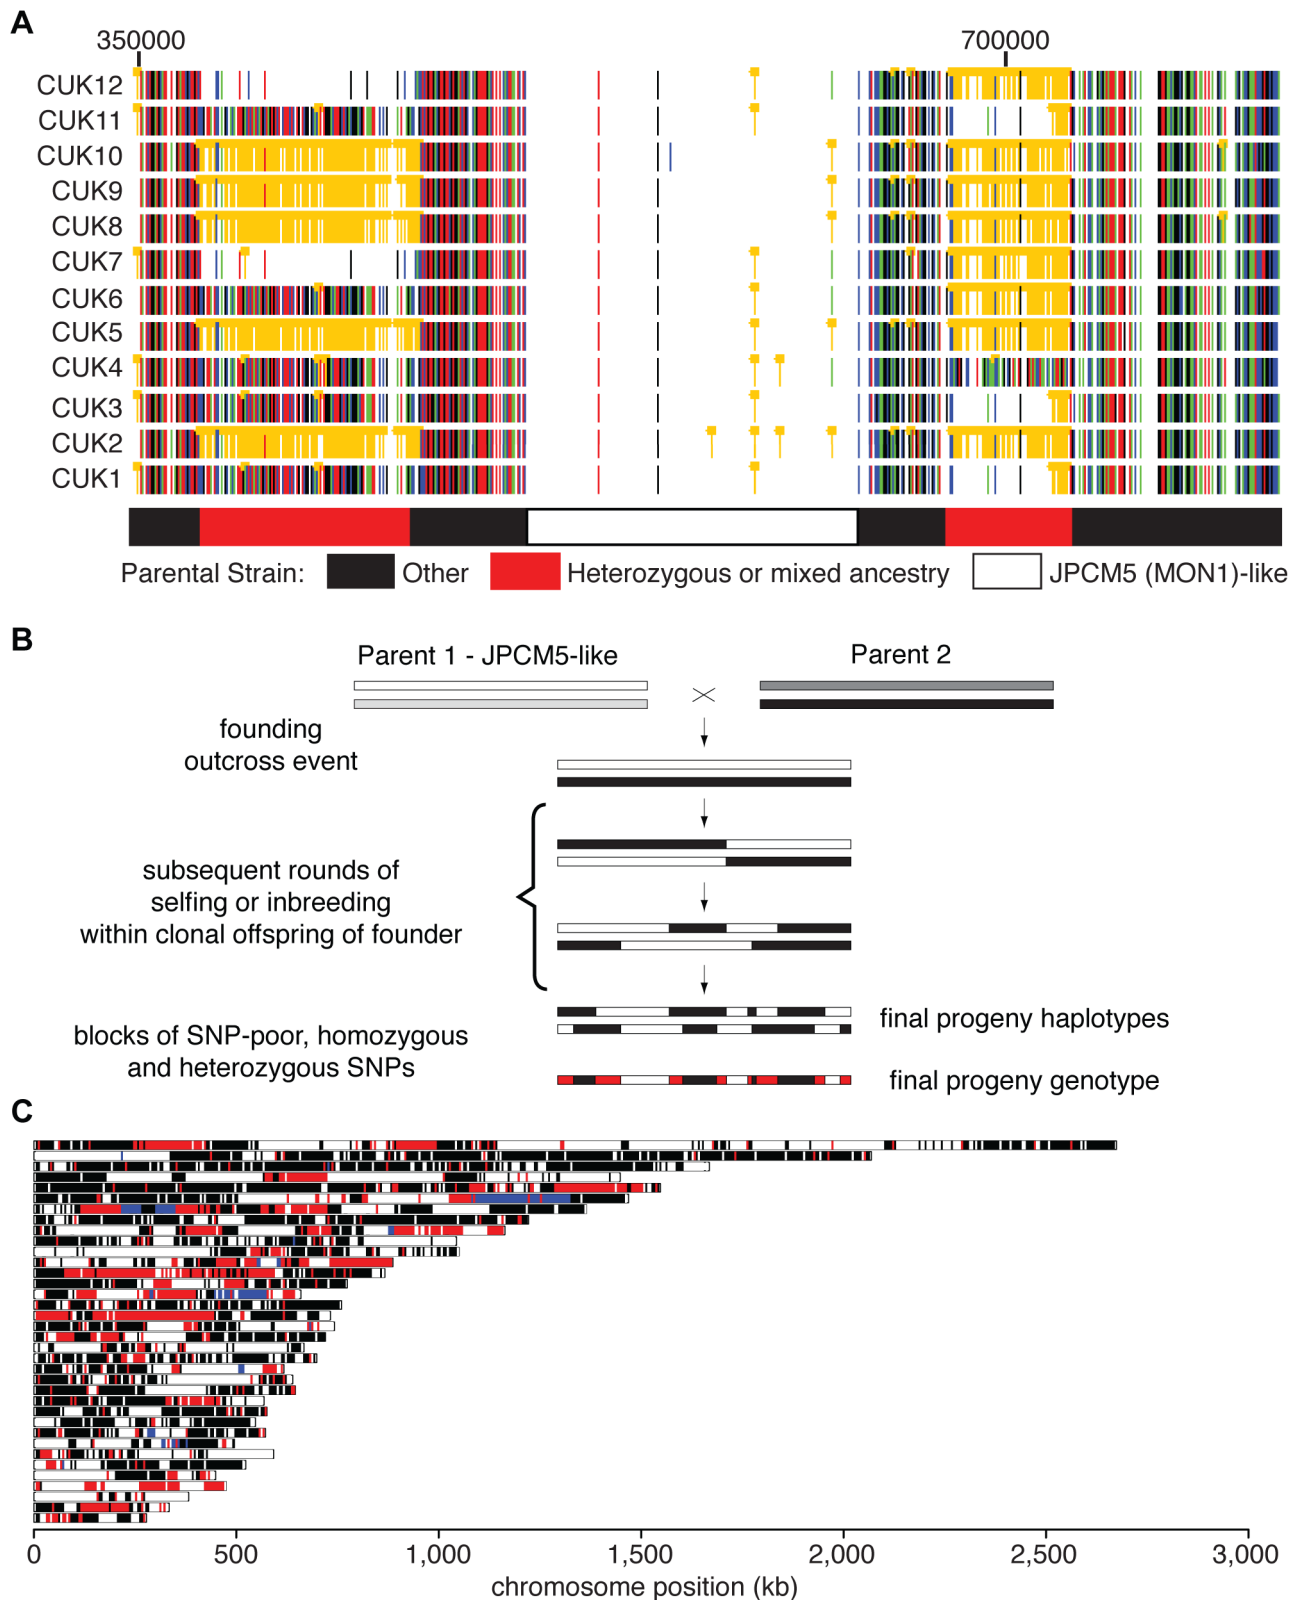 A
350000 700000
CUK12
CUK11
CUK10
CUK9
CUK8
CUK7
CUK6
CUK5
CUK4
CUK3
CUK2
CUK1
Parental Strain: Other Heterozygous or mixed ancestry JPCM5 (MON1)-like
B
Parent 1 - JPCM5-like Parent 2
founding
outcross event
subsequent rounds of
selfing or inbreeding
within clonal offspring of founder
blocks of SNP-poor, homozygous
and heterozygous SNPs
final progeny haplotypes
final progeny genotype
C
0 500 1,000 1,500 2,000 2,500 3,000
chromosome position (kb)